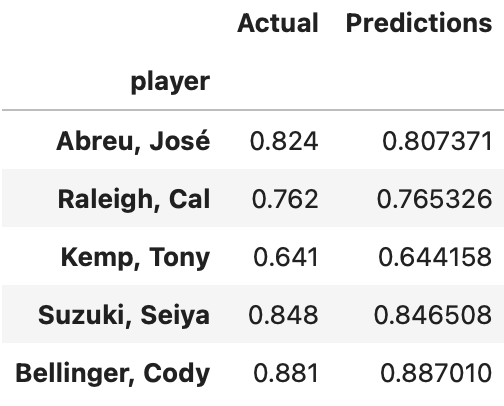 Actual Predictions
player
Abreu, José 0.824 0.807371
Raleigh, Cal 0.762 0.765326
Kemp, Tony 0.641 0.644158
Suzuki, Seiya 0.848 0.846508
Bellinger, Cody 0.881 0.887010